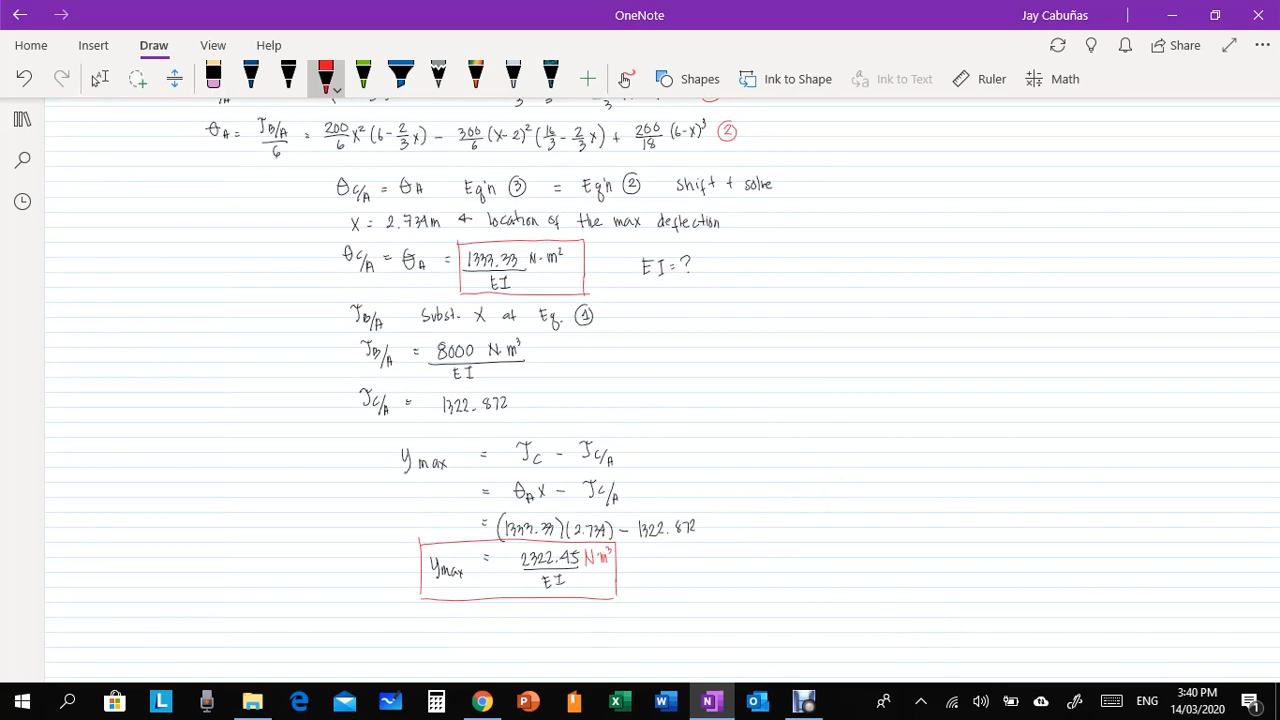 OneNote
Jay Cabuñas
Home Insert Draw View Help
Share
Shapes
Ink to Shape
Ink to Text
Ruler
Math
θA = TB/A / 6 = 200/6 x² (6 - 2/3 x) - 300/6 (x-2)² (16/3 - 2/3 x) + 200/18 (6-x)³ ②
θC/A = θA Eq'n ③ = Eq'n ② shift + solve
x = 2.734m ← location of the max deflection
θC/A = θA = 1333.33 N·m² / EI EI = ?
TB/A Subst. x at Eq. ①
TB/A = 8000 N·m³ / EI
TC/A = 1322.872
y max = TC - TC/A
= θA x - TC/A
= (1333.33)(2.734) - 1322.872
y max = 2322.45 N·m³ / EI
ENG
3:40 PM
14/03/2020
1